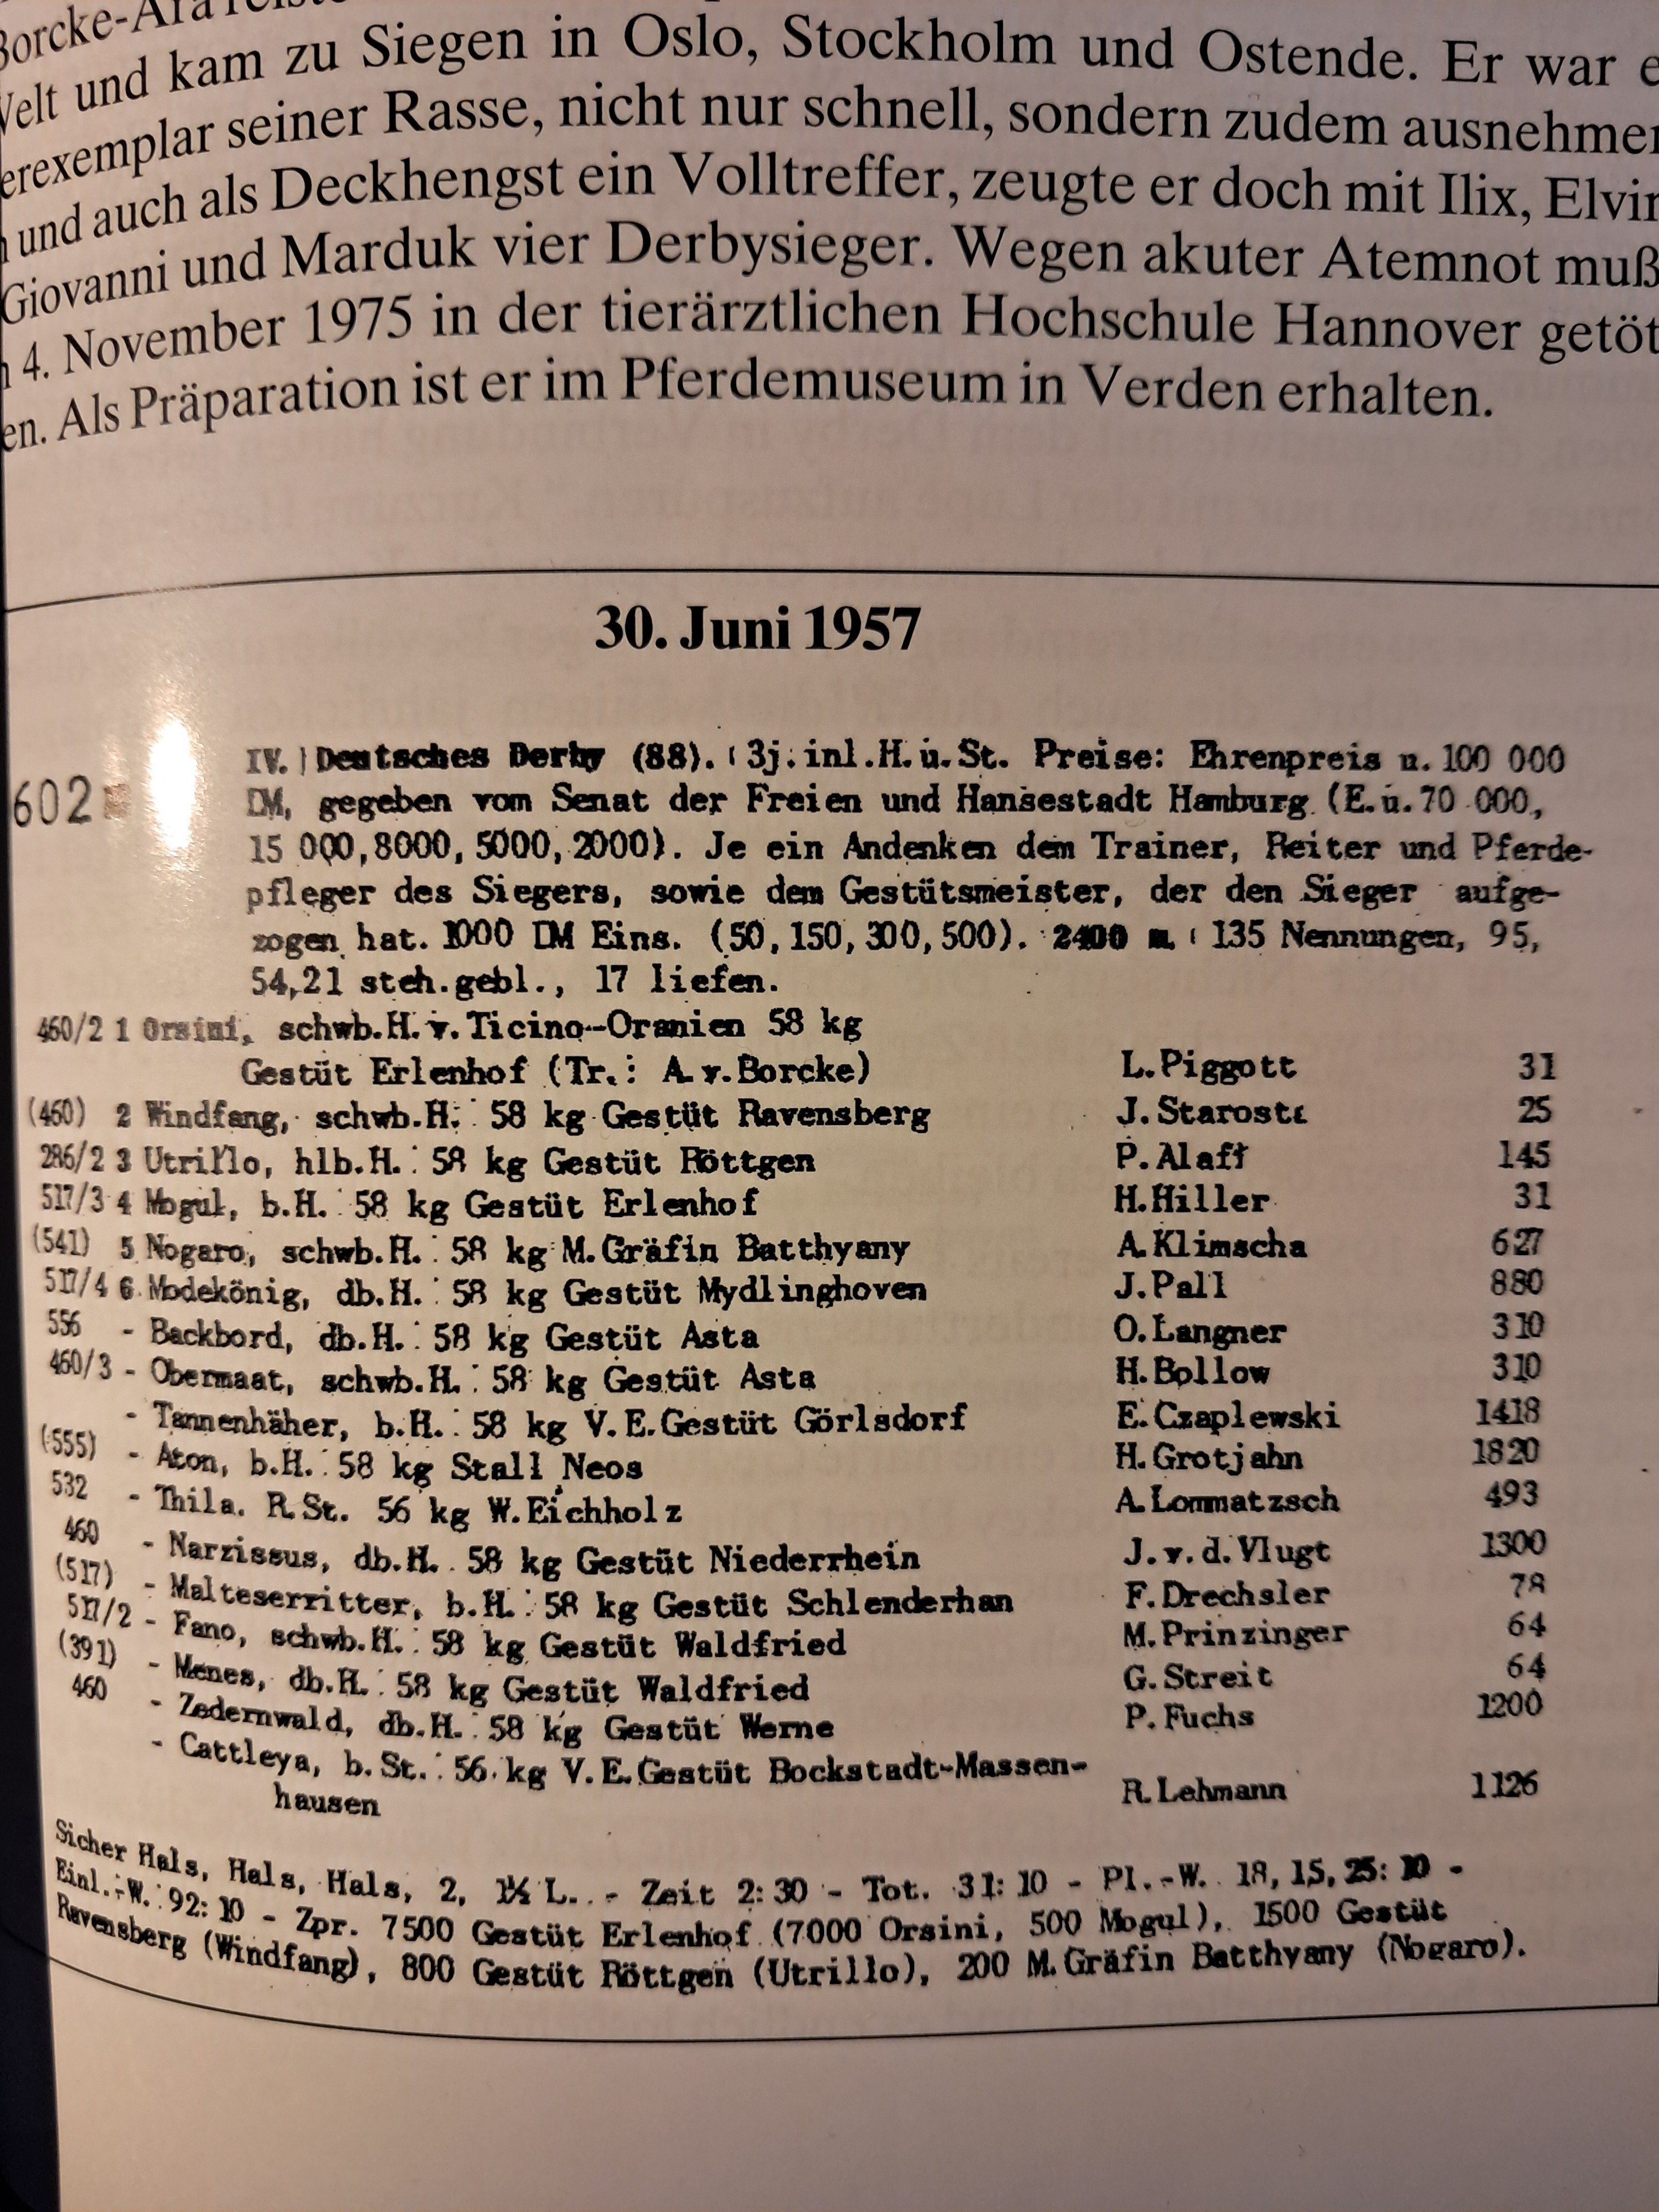 Borcke-Ära
Welt und kam zu Siegen in Oslo, Stockholm und Ostende. Er war e
erexemplar seiner Rasse, nicht nur schnell, sondern zudem ausnehmen
und auch als Deckhengst ein Volltreffer, zeugte er doch mit Ilix, Elvir
Giovanni und Marduk vier Derbysieger. Wegen akuter Atemnot muß
4. November 1975 in der tierärztlichen Hochschule Hannover getöt
en. Als Präparation ist er im Pferdemuseum in Verden erhalten.
30. Juni 1957
602
IV. Deutsches Derby (88). 3j.inl.H.u.St. Preise: Ehrenpreis u. 100 000
DM, gegeben vom Senat der Freien und Hansestadt Hamburg (E.u.70 000,
15 000,8000, 5000, 2000). Je ein Andenken dem Trainer, Reiter und Pferde-
pfleger des Siegers, sowie dem Gestütsmeister, der den Sieger aufge-
zogen hat. 1000 DM Eins. (50, 150, 300, 500). 2400 m. 135 Nennungen, 95,
54,21 steh.gebl., 17 liefen.
460/2 1 Orsini, schwb.H.v.Ticino--Oranien 58 kg
Gestüt Erlenhof (Tr.: A.v.Borcke) L.Piggott 31
(460) 2 Windfang, schwb.H. 58 kg Gestüt Ravensberg J.Starosta 25
286/2 3 Utrillo, hlb.H. 58 kg Gestüt Röttgen P.Alafi 145
517/3 4 Mogul, b.H. 58 kg Gestüt Erlenhof H.Hiller 31
(541) 5 Nogaro, schwb.H. 58 kg M.Gräfin Batthyany A.Klimscha 627
517/4 6 Modekönig, db.H. 58 kg Gestüt Mydlinghoven J.Pall 880
556 - Backbord, db.H. 58 kg Gestüt Asta O.Langner 310
460/3 - Obermaat, schwb.H. 58 kg Gestüt Asta H.Bollow 310
- Tannenhäher, b.H. 58 kg V.E.Gestüt Görlsdorf E.Czaplewski 1418
(555) - Aton, b.H. 58 kg Stall Neos H.Grotjahn 1820
532 - Thila. R.St. 56 kg W.Eichholz A.Lommatzsch 493
460 - Narzissus, db.H. 58 kg Gestüt Niederrhein J.v.d.Vlugt 1300
(517) - Malteserritter, b.H. 58 kg Gestüt Schlenderhan F.Drechsler 78
517/2 - Fano, schwb.H. 58 kg Gestüt Waldfried M.Prinzinger 64
(391) - Menes, db.H. 58 kg Gestüt Waldfried G.Streit 64
460 - Zedernwald, db.H. 58 kg Gestüt Werne P.Fuchs 1200
- Cattleya, b.St. 56 kg V.E.Gestüt Bockstadt-Massen-
hausen R.Lehmann 1126
Sicher Hals, Hals, Hals, 2, 1½ L. - Zeit 2:30 - Tot. 31:10 - Pl.-W. 18, 15, 25:10 -
Einl.-W. 92:10 - Zpr. 7500 Gestüt Erlenhof (7000 Orsini, 500 Mogul), 1500 Gestüt
Ravensberg (Windfang), 800 Gestüt Röttgen (Utrillo), 200 M.Gräfin Batthyany (Nogaro).